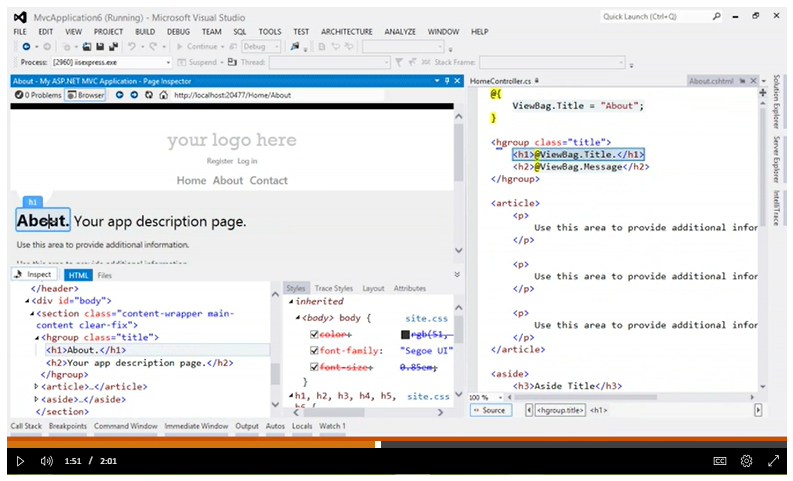 MvcApplication6 (Running) - Microsoft Visual Studio
Quick Launch (Ctrl+Q)
FILE EDIT VIEW PROJECT BUILD DEBUG TEAM SQL TOOLS TEST ARCHITECTURE ANALYZE WINDOW HELP
Continue Debug
Process: [2960] iisexpress.exe Suspend Thread: Stack Frame:
About - My ASP.NET MVC Application - Page Inspector
0 Problems Browser http://localhost:20477/Home/About
your logo here
Register Log in
Home About Contact
h1
About. Your app description page.
Use this area to provide additional information.
Use this area to provide additional information.
Inspect HTML Files
</header>
<div id="body">
<section class="content-wrapper main-
content clear-fix">
<hgroup class="title">
<h1>About.</h1>
<h2>Your app description page.</h2>
</hgroup>
<article>…</article>
<aside>…</aside>
</section>
Styles Trace Styles Layout Attributes
inherited
<body> body { site.css
color: rgb(51,
font-family: "Segoe UI"
font-size: 0.85em;
}
h1, h2, h3, h4, h5, site.css
h6 {
HomeController.cs About.cshtml
@{
ViewBag.Title = "About";
}
<hgroup class="title">
<h1>@ViewBag.Title.</h1>
<h2>@ViewBag.Message</h2>
</hgroup>
<article>
<p>
Use this area to provide additional infor
</p>
<p>
Use this area to provide additional infor
</p>
<p>
Use this area to provide additional infor
</p>
</article>
<aside>
<h3>Aside Title</h3>
100 %
Source <hgroup.title> <h1>
Solution Explorer
Server Explorer
IntelliTrace
Call Stack Breakpoints Command Window Immediate Window Output Autos Locals Watch 1
1:51 / 2:01
CC